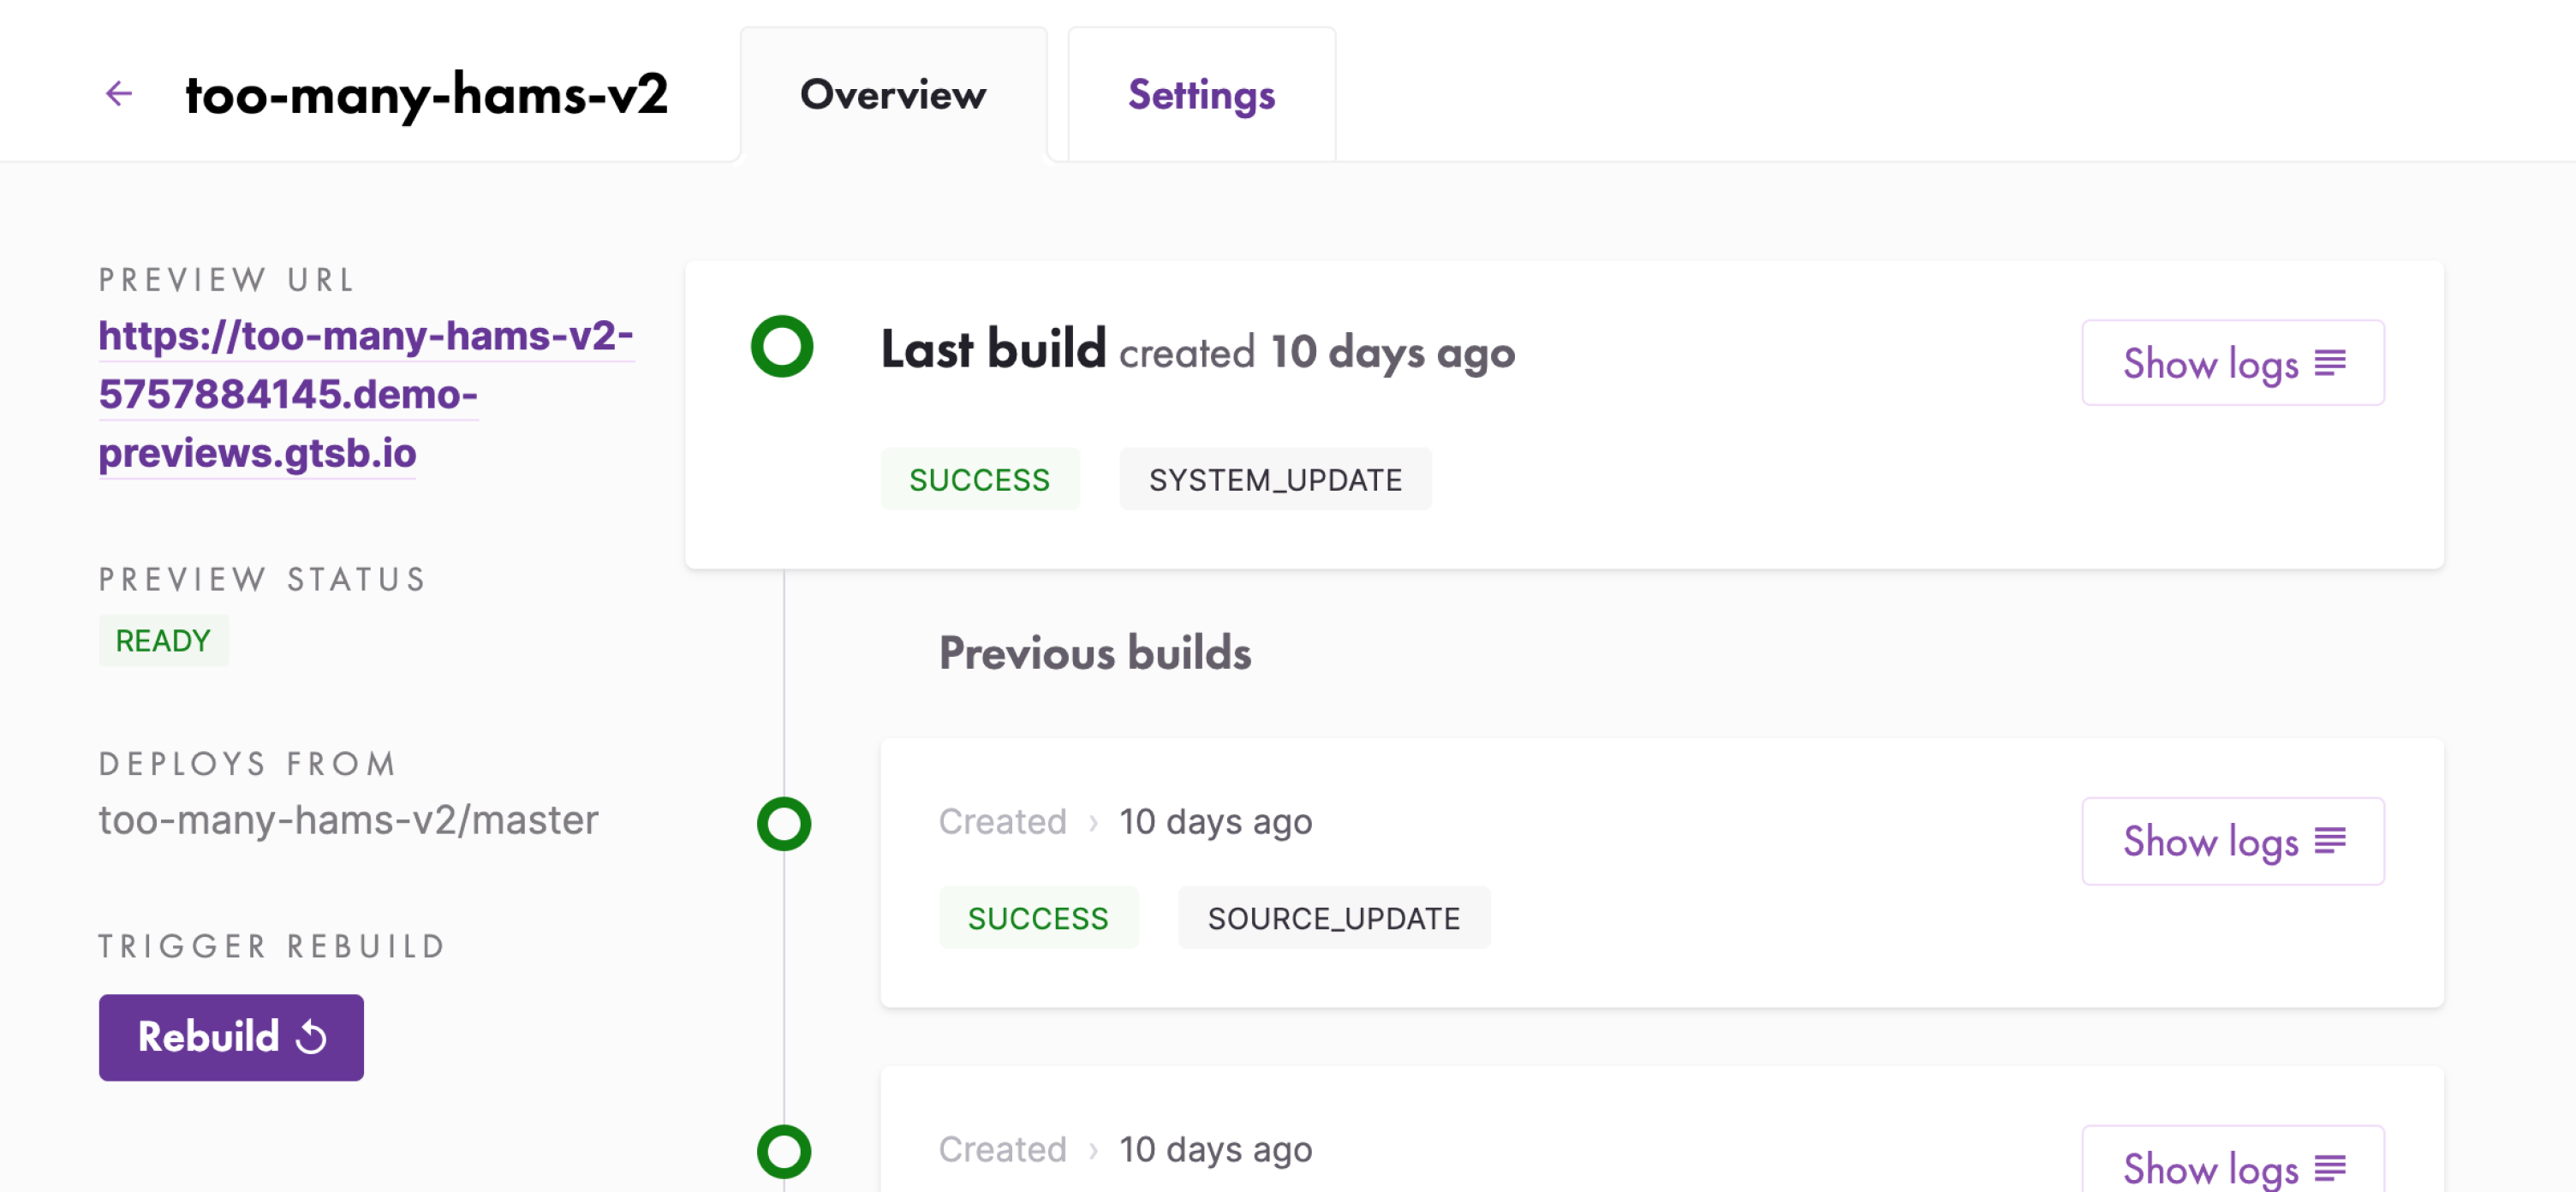 too-many-hams-v2
Overview
Settings
PREVIEW URL
https://too-many-hams-v2-
5757884145.demo-
previews.gtsb.io
PREVIEW STATUS
READY
DEPLOYS FROM
too-many-hams-v2/master
TRIGGER REBUILD
Rebuild
Last build created 10 days ago
Show logs
SUCCESS SYSTEM_UPDATE
Previous builds
Created › 10 days ago
Show logs
SUCCESS SOURCE_UPDATE
Created › 10 days ago
Show logs